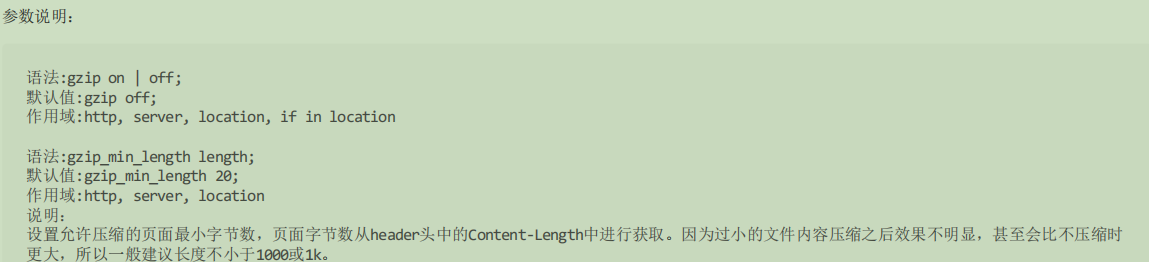 参数说明：
语法:gzip on | off;
默认值:gzip off;
作用域:http, server, location, if in location
语法:gzip_min_length length;
默认值:gzip_min_length 20;
作用域:http, server, location
说明：
设置允许压缩的页面最小字节数，页面字节数从header头中的Content-Length中进行获取。因为过小的文件内容压缩之后效果不明显，甚至会比不压缩时
更大，所以一般建议长度不小于1000或1k。